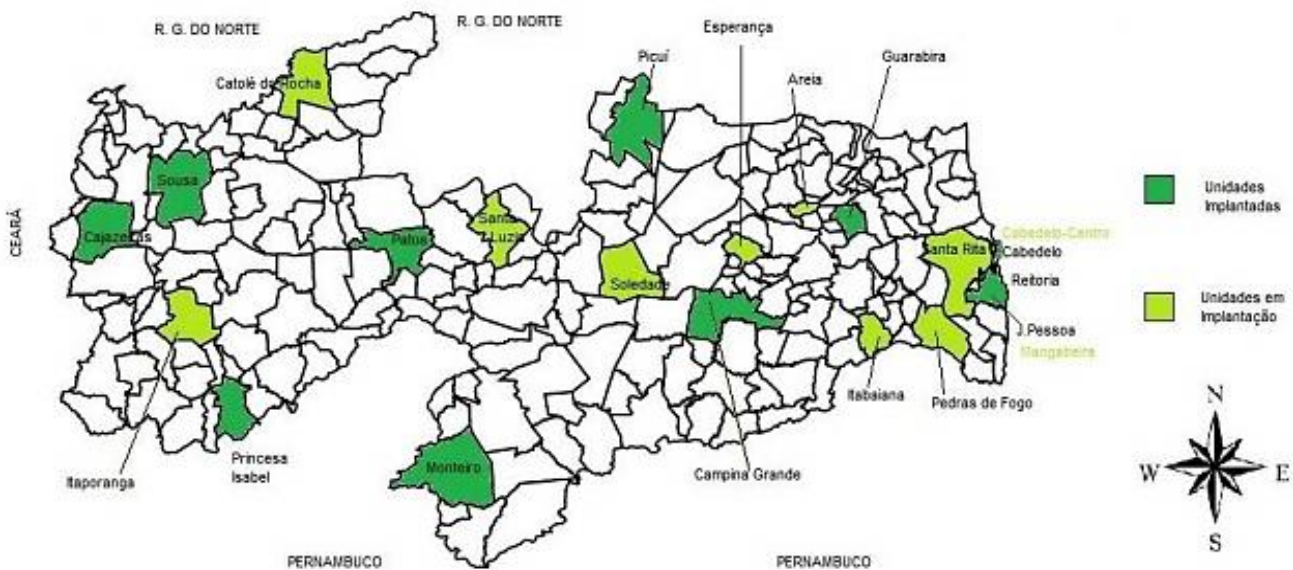 R. G. DO NORTE
R. G. DO NORTE
Esperança
Picuí
Guarabira
Areia
Catolé do Rocha
Sousa
Unidades
Implantadas
CEARÁ
Cajazeiras
Patos
Santa
Luzia
Santa Rita
Cabedelo-Centro
Cabedelo
Soledade
Reitoria
Unidades em
Implantação
J.Pessoa
Mangabeira
Itabaiana
Pedras de Fogo
Itaporanga
Princesa
Isabel
Monteiro
Campina Grande
N
W
E
S
PERNAMBUCO
PERNAMBUCO